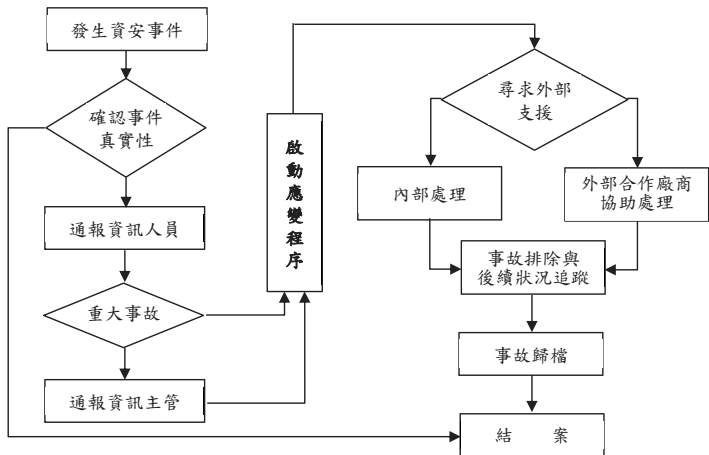 發生資安事件
確認事件
真實性
通報資訊人員
重大事故
通報資訊主管
啟動應變程序
尋求外部
支援
內部處理
外部合作廠商
協助處理
事故排除與
後續狀況追蹤
事故歸檔
結 案